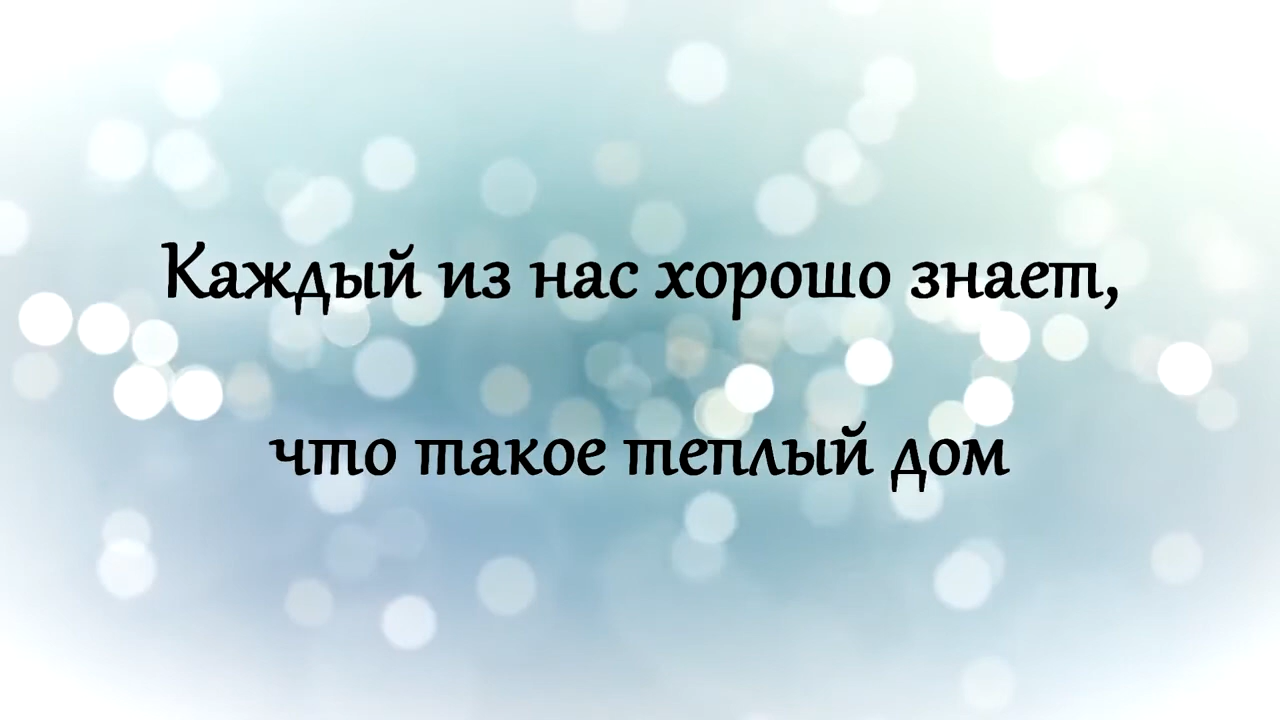 Каждый из нас хорошо знает,
что такое теплый дом